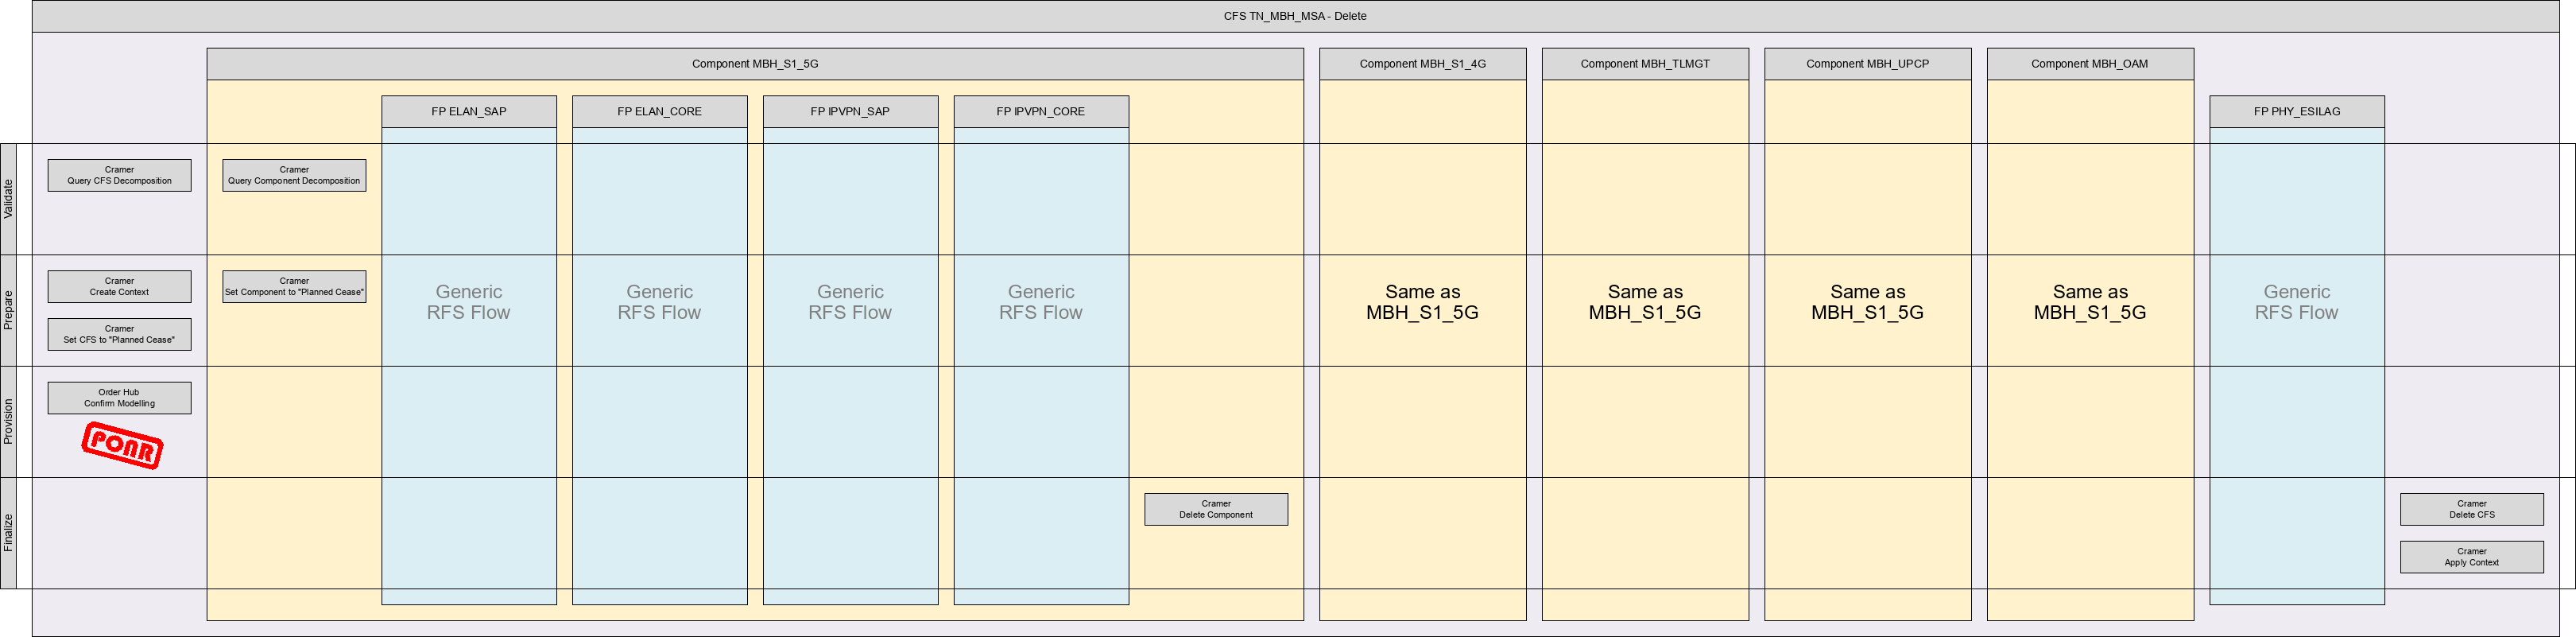 CFS TN_MBH_MSA - Delete
Component MBH_S1_5G
Component MBH_S1_4G
Component MBH_TLMGT
Component MBH_UPCP
Component MBH_OAM
FP ELAN_SAP
FP ELAN_CORE
FP IPVPN_SAP
FP IPVPN_CORE
FP PHY_ESILAG
Validate
Cramer
Query CFS Decomposition
Cramer
Query Component Decomposition
Prepare
Cramer
Create Context
Cramer
Set CFS to "Planned Cease"
Cramer
Set Component to "Planned Cease"
Generic
RFS Flow
Generic
RFS Flow
Generic
RFS Flow
Generic
RFS Flow
Same as
MBH_S1_5G
Same as
MBH_S1_5G
Same as
MBH_S1_5G
Same as
MBH_S1_5G
Generic
RFS Flow
Provision
Order Hub
Confirm Modelling
PONR
Finalize
Cramer
Delete Component
Cramer
Delete CFS
Cramer
Apply Context